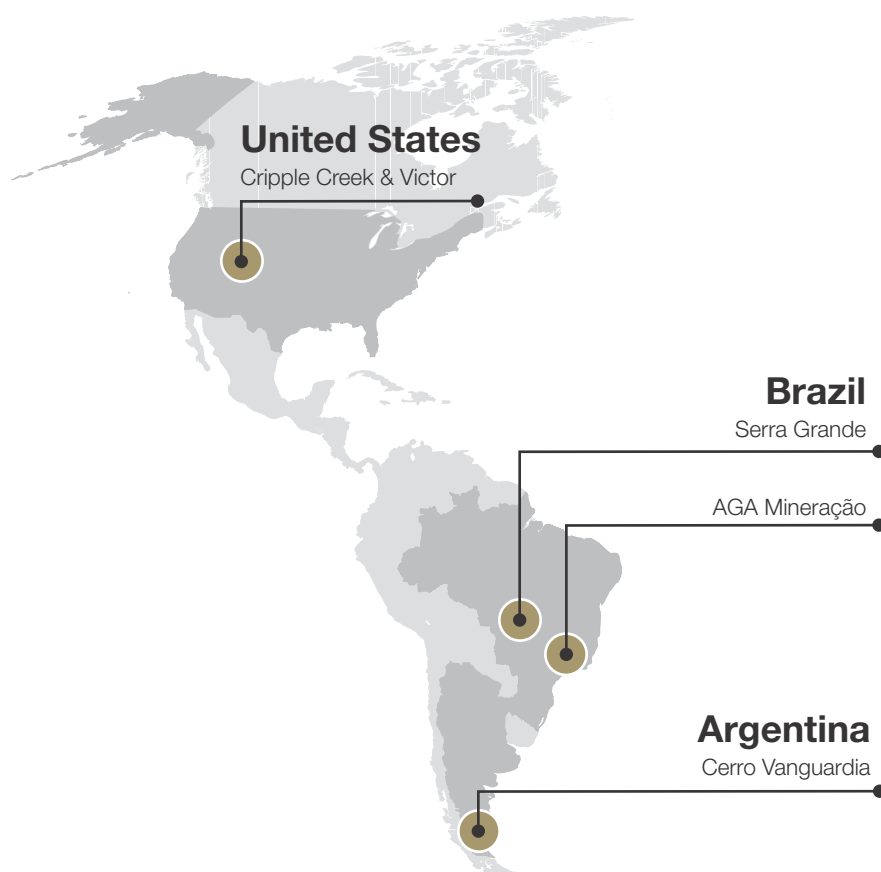 United States
Cripple Creek & Victor
Brazil
Serra Grande
AGA Mineração
Argentina
Cerro Vanguardia